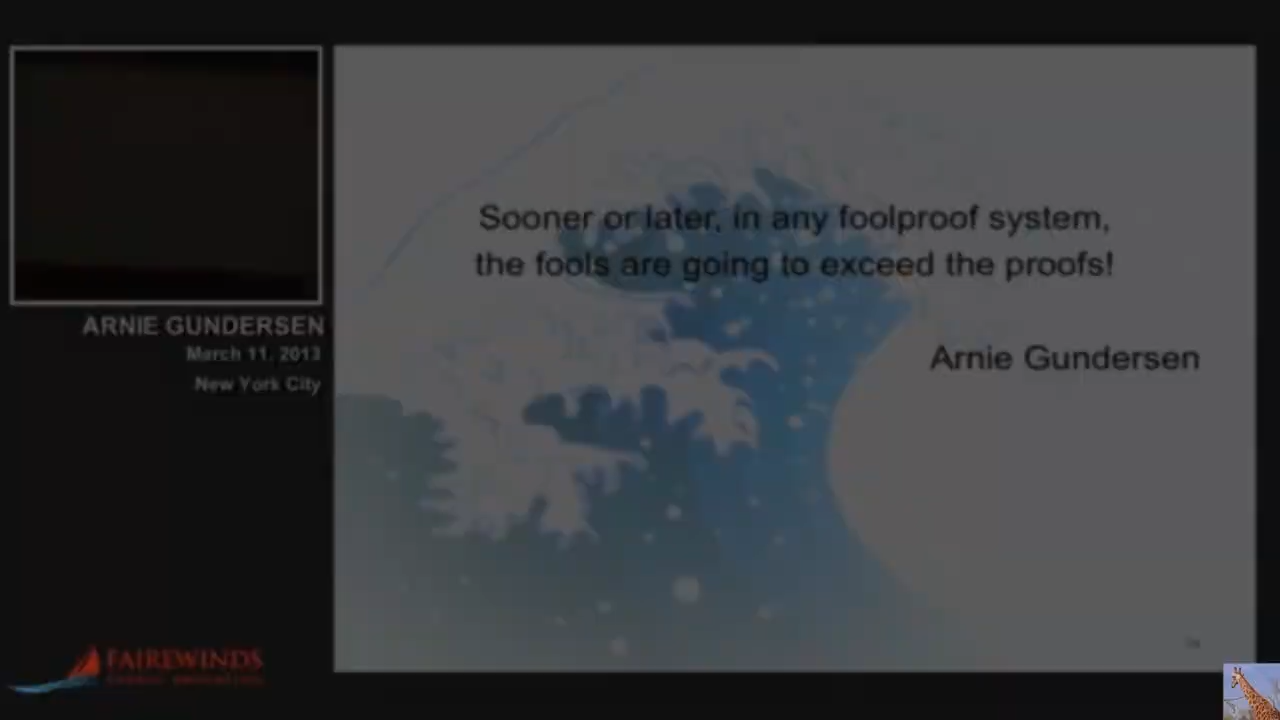 Sooner or later, in any foolproof system,
the fools are going to exceed the proofs!
Arnie Gundersen
ARNIE GUNDERSEN
March 11, 2013
New York City
FAIREWINDS